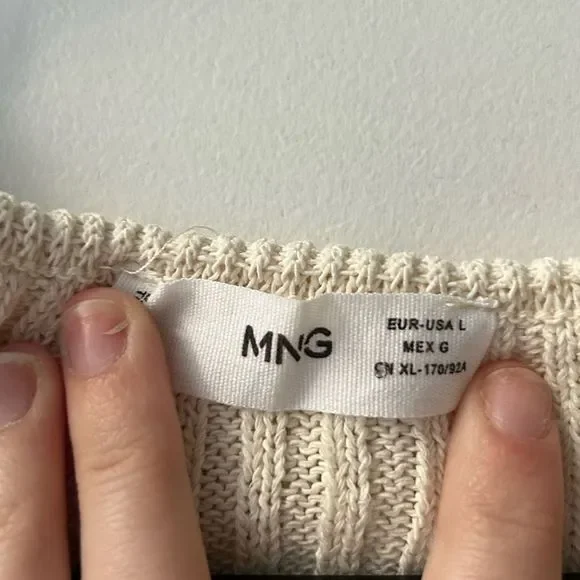 MNG
EUR-USA L
MEX G
CN XL-170/92A